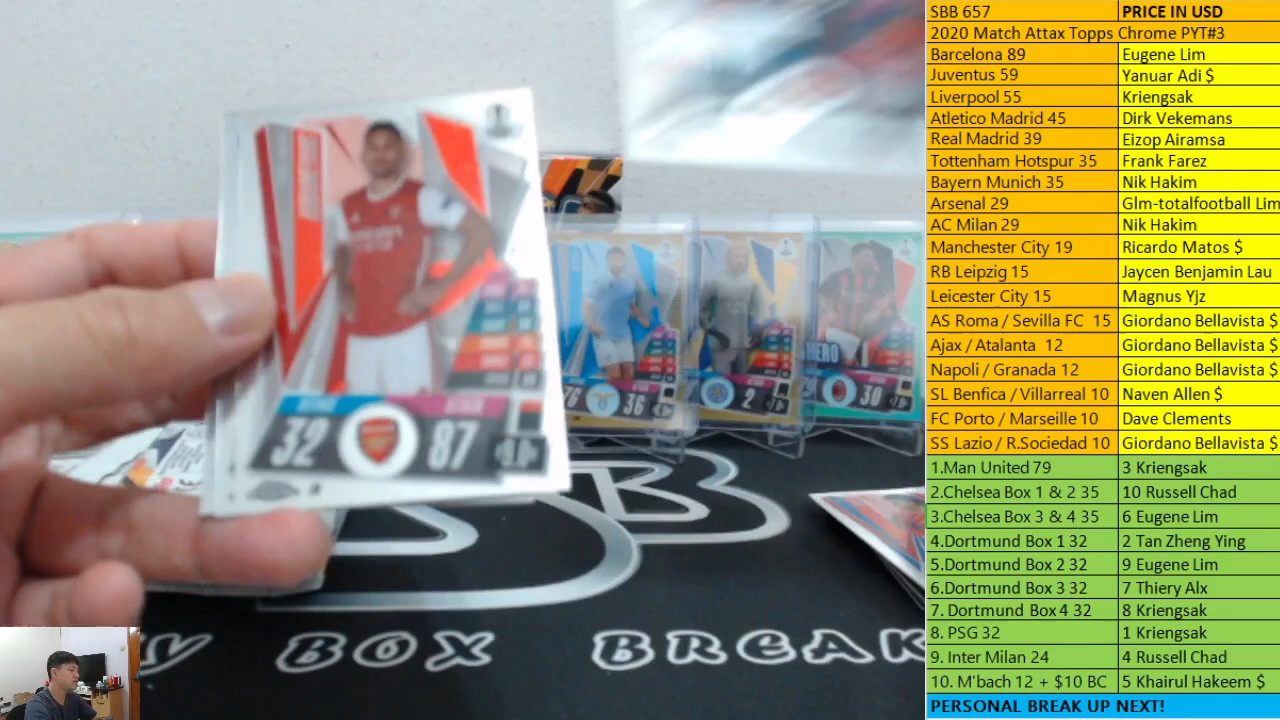 SBB 657 PRICE IN USD
2020 Match Attax Topps Chrome PYT#3
Barcelona 89 Eugene Lim
Juventus 59 Yanuar Adi $
Liverpool 55 Kriengsak
Atletico Madrid 45 Dirk Vekemans
Real Madrid 39 Eizop Airamsa
Tottenham Hotspur 35 Frank Farez
Bayern Munich 35 Nik Hakim
Arsenal 29 Glm-totalfootball Lim
AC Milan 29 Nik Hakim
Manchester City 19 Ricardo Matos $
RB Leipzig 15 Jaycen Benjamin Lau
Leicester City 15 Magnus Yjz
AS Roma / Sevilla FC 15 Giordano Bellavista $
Ajax / Atalanta 12 Giordano Bellavista $
Napoli / Granada 12 Giordano Bellavista $
SL Benfica / Villarreal 10 Naven Allen $
FC Porto / Marseille 10 Dave Clements
SS Lazio / R.Sociedad 10 Giordano Bellavista $
1.Man United 79 3 Kriengsak
2.Chelsea Box 1 & 2 35 10 Russell Chad
3.Chelsea Box 3 & 4 35 6 Eugene Lim
4.Dortmund Box 1 32 2 Tan Zheng Ying
5.Dortmund Box 2 32 9 Eugene Lim
6.Dortmund Box 3 32 7 Thiery Alx
7. Dortmund Box 4 32 8 Kriengsak
8. PSG 32 1 Kriengsak
9. Inter Milan 24 4 Russell Chad
10. M'bach 12 + $10 BC 5 Khairul Hakeem $
PERSONAL BREAK UP NEXT!
32 87
36
2
HERO
30
BOX BREAK